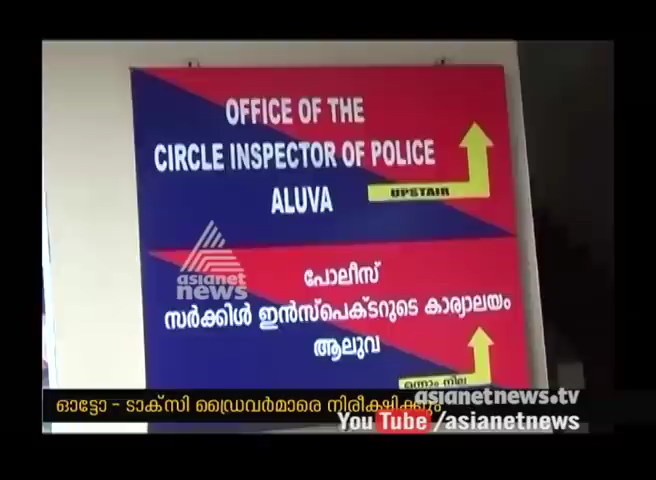 OFFICE OF THE
CIRCLE INSPECTOR OF POLICE
ALUVA
UPSTAIR
asianet
news
പോലീസ്
സർക്കിൾ ഇൻസ്പെക്ടറുടെ കാര്യാലയം
ആലുവ
ഒന്നാം നില
ഓട്ടോ - ടാക്സി ഡ്രൈവർമാരെ നിരീക്ഷിക്കും
asianetnews.tv
YouTube /asianetnews